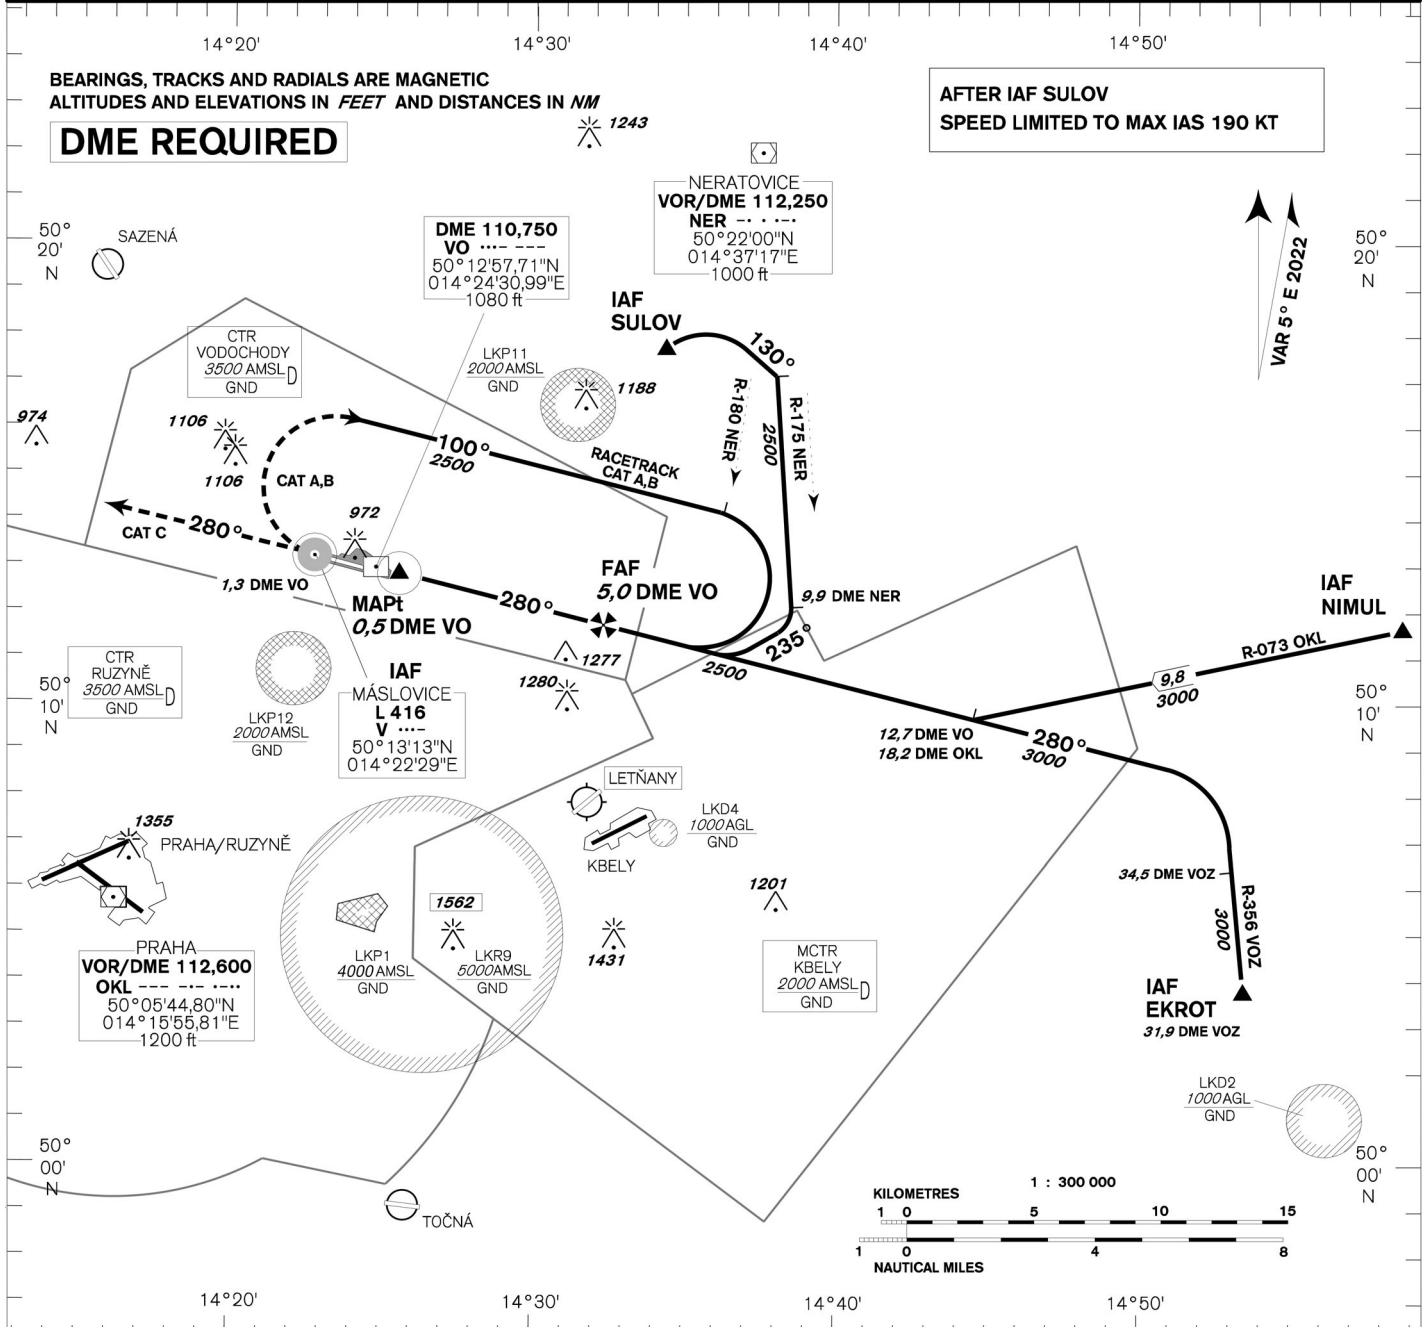 14°20'
14°30'
14°40'
14°50'
BEARINGS, TRACKS AND RADIALS ARE MAGNETIC
ALTITUDES AND ELEVATIONS IN FEET AND DISTANCES IN NM
DME REQUIRED
AFTER IAF SULOV
SPEED LIMITED TO MAX IAS 190 KT
1243
NERATOVICE
VOR/DME 112,250
NER -· · ·-·
50°22'00"N
014°37'17"E
1000 ft
VAR 5° E 2022
50°
20'
N
50°
20'
N
SAZENÁ
DME 110,750
VO ···- ---
50°12'57,71"N
014°24'30,99"E
1080 ft
IAF
SULOV
130°
CTR
VODOCHODY
3500 AMSL D
GND
LKP11
2000 AMSL
GND
1188
R-180 NER
R-175 NER
2500
974
1106
1106
100°
2500
RACETRACK
CAT A,B
CAT A,B
CAT C
280°
972
1,3 DME VO
MAPt
0,5 DME VO
280°
FAF
5,0 DME VO
9,9 DME NER
235°
2500
IAF
NIMUL
R-073 OKL
9,8
3000
1277
1280
CTR
RUZYNĚ
3500 AMSL D
GND
LKP12
2000 AMSL
GND
IAF
MÁSLOVICE
L 416
V ···-
50°13'13"N
014°22'29"E
50°
10'
N
50°
10'
N
12,7 DME VO
18,2 DME OKL
280°
3000
LETŇANY
KBELY
LKD4
1000 AGL
GND
1355
PRAHA/RUZYNĚ
34,5 DME VOZ
R-356 VOZ
3000
1562
1201
1431
LKP1
4000 AMSL
GND
LKR9
5000 AMSL
GND
MCTR
KBELY
2000 AMSL D
GND
PRAHA
VOR/DME 112,600
OKL --- -·- ·-··
50°05'44,80"N
014°15'55,81"E
1200 ft
IAF
EKROT
31,9 DME VOZ
LKD2
1000 AGL
GND
50°
00'
N
50°
00'
N
TOČNÁ
1 : 300 000
KILOMETRES
1 0 5 10 15
1 0 4 8
NAUTICAL MILES
14°20'
14°30'
14°40'
14°50'